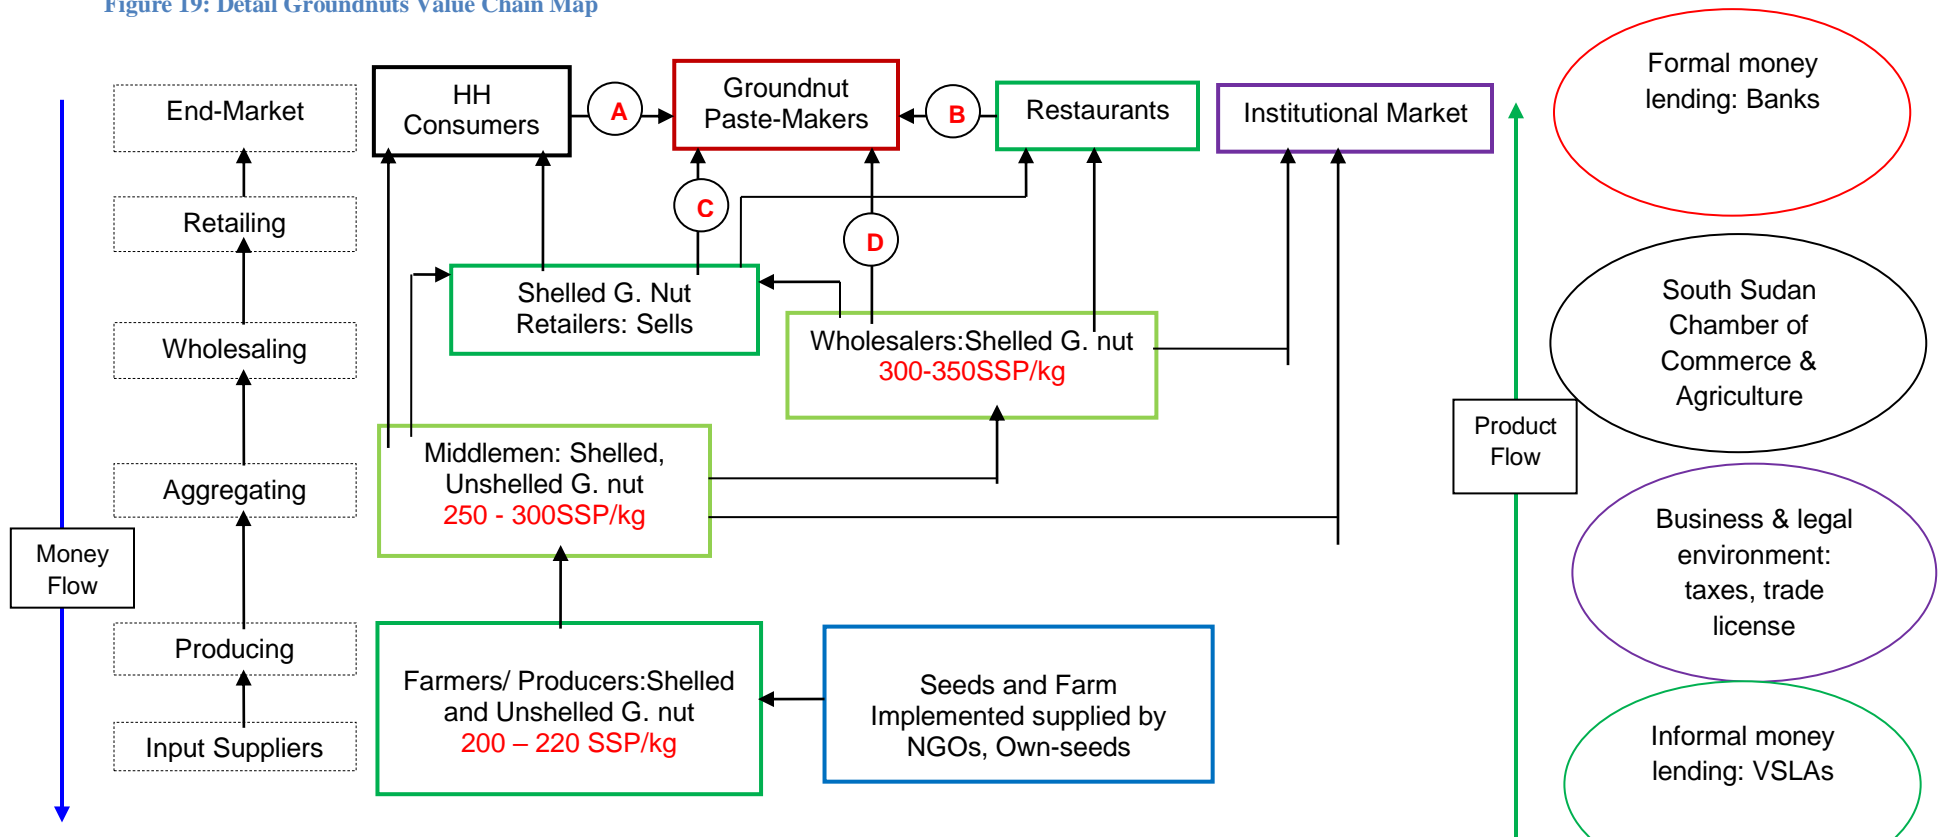 Figure 19: Detail Groundnuts Value Chain Map
End-Market
HH
Consumers
A
Groundnut
Paste-Makers
B
Restaurants
Institutional Market
Formal money
lending: Banks
Retailing
C
D
Shelled G. Nut
Retailers: Sells
South Sudan
Chamber of
Commerce &
Agriculture
Wholesaling
Wholesalers:Shelled G. nut
300-350SSP/kg
Product
Flow
Aggregating
Middlemen: Shelled,
Unshelled G. nut
250 - 300SSP/kg
Business & legal
environment:
taxes, trade
license
Money
Flow
Producing
Farmers/ Producers:Shelled
and Unshelled G. nut
200 – 220 SSP/kg
Seeds and Farm
Implemented supplied by
NGOs, Own-seeds
Input Suppliers
Informal money
lending: VSLAs